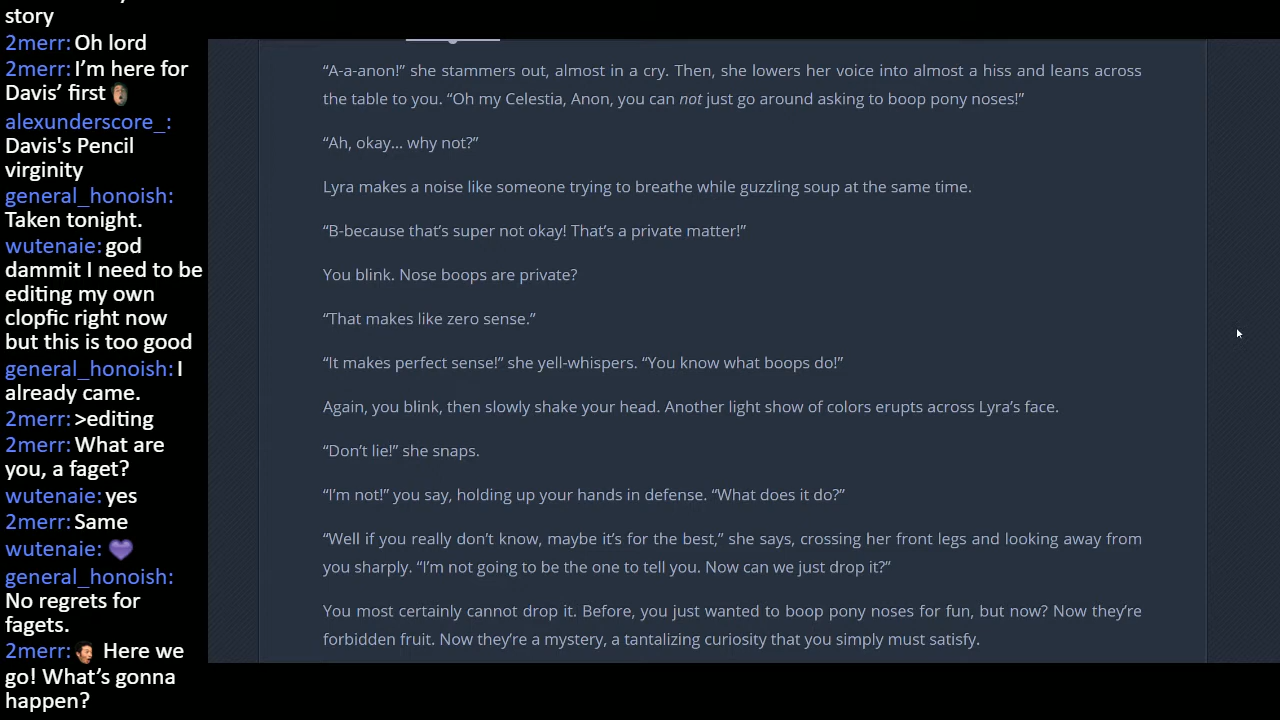 story
2merr: Oh lord
2merr: I’m here for
Davis’ first
alexunderscore_:
Davis's Pencil
virginity
general_honoish:
Taken tonight.
wutenaie: god
dammit I need to be
editing my own
clopfic right now
but this is too good
general_honoish: I
already came.
2merr: >editing
2merr: What are
you, a faget?
wutenaie: yes
2merr: Same
wutenaie: 💜
general_honoish:
No regrets for
fagets.
2merr: Here we
go! What’s gonna
happen?
“A-a-anon!” she stammers out, almost in a cry. Then, she lowers her voice into almost a hiss and leans across
the table to you. “Oh my Celestia, Anon, you can not just go around asking to boop pony noses!”
“Ah, okay... why not?”
Lyra makes a noise like someone trying to breathe while guzzling soup at the same time.
“B-because that’s super not okay! That’s a private matter!”
You blink. Nose boops are private?
“That makes like zero sense.”
“It makes perfect sense!” she yell-whispers. “You know what boops do!”
Again, you blink, then slowly shake your head. Another light show of colors erupts across Lyra’s face.
“Don’t lie!” she snaps.
“I’m not!” you say, holding up your hands in defense. “What does it do?”
“Well if you really don’t know, maybe it’s for the best,” she says, crossing her front legs and looking away from
you sharply. “I’m not going to be the one to tell you. Now can we just drop it?”
You most certainly cannot drop it. Before, you just wanted to boop pony noses for fun, but now? Now they’re
forbidden fruit. Now they’re a mystery, a tantalizing curiosity that you simply must satisfy.